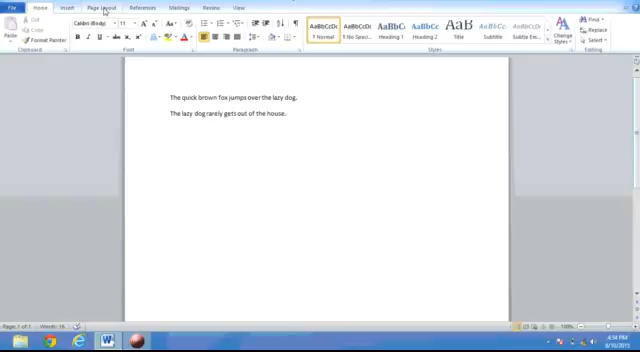 File Home Insert Page Layout References Mailings Review View
Calibri (Body) 11
Paste
Cut
Copy
Format Painter
Clipboard Font Paragraph Styles Editing
AaBbCcDc AaBbCcDc AaBbC AaBbCc AaB AaBbCc. AaBbCcDc
¶ Normal ¶ No Spaci... Heading 1 Heading 2 Title Subtitle Subtle Em...
Change Styles
Find
Replace
Select
The quick brown fox jumps over the lazy dog.
The lazy dog rarely gets out of the house.
Page: 1 of 1 Words: 16 100%
4:34 PM
8/10/2015